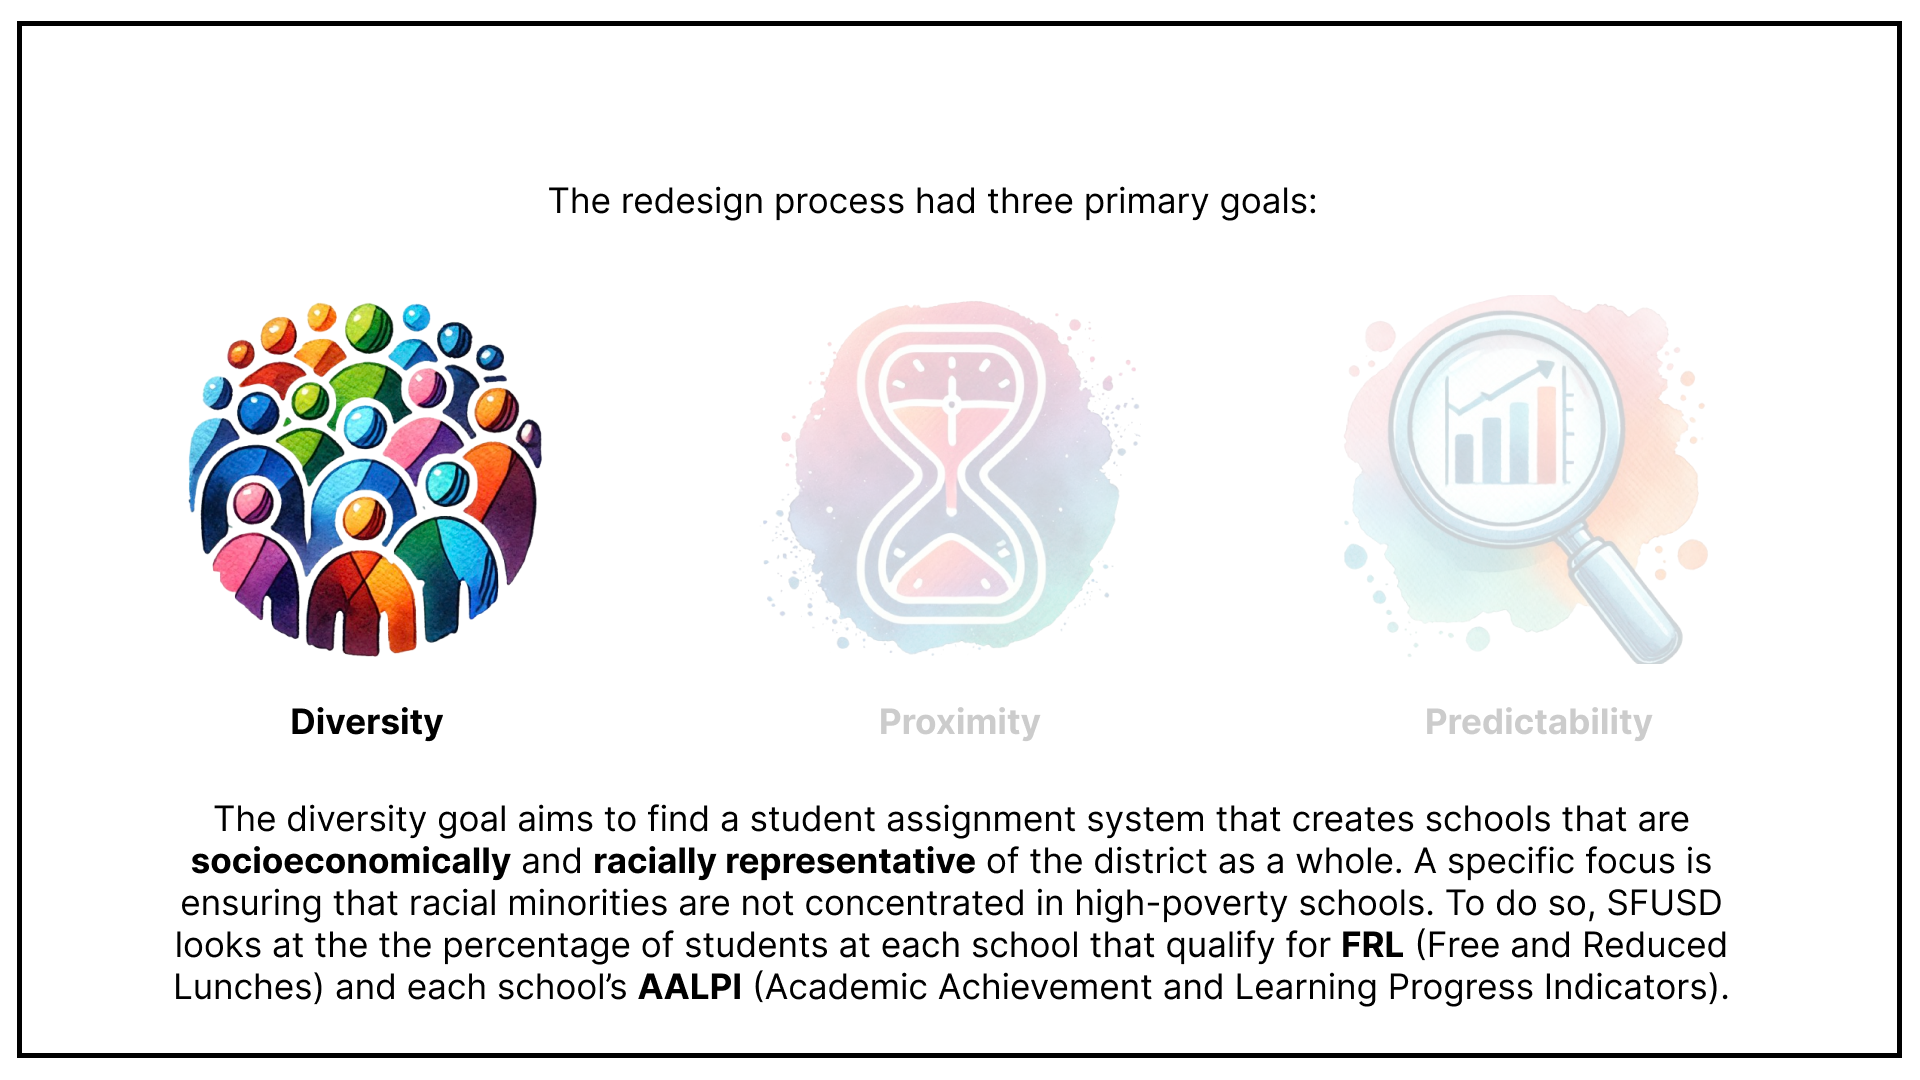 The redesign process had three primary goals:
Diversity
Proximity
Predictability
The diversity goal aims to find a student assignment system that creates schools that are
socioeconomically and racially representative of the district as a whole. A specific focus is
ensuring that racial minorities are not concentrated in high-poverty schools. To do so, SFUSD
looks at the the percentage of students at each school that qualify for FRL (Free and Reduced
Lunches) and each school’s AALPI (Academic Achievement and Learning Progress Indicators).